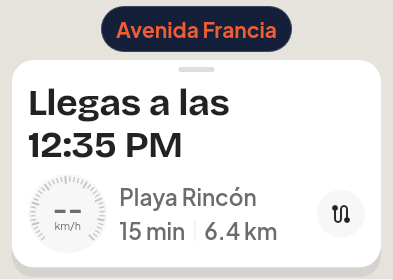 Avenida Francia
Llegas a las
12:35 PM
--
km/h
Playa Rincón
15 min 6.4 km